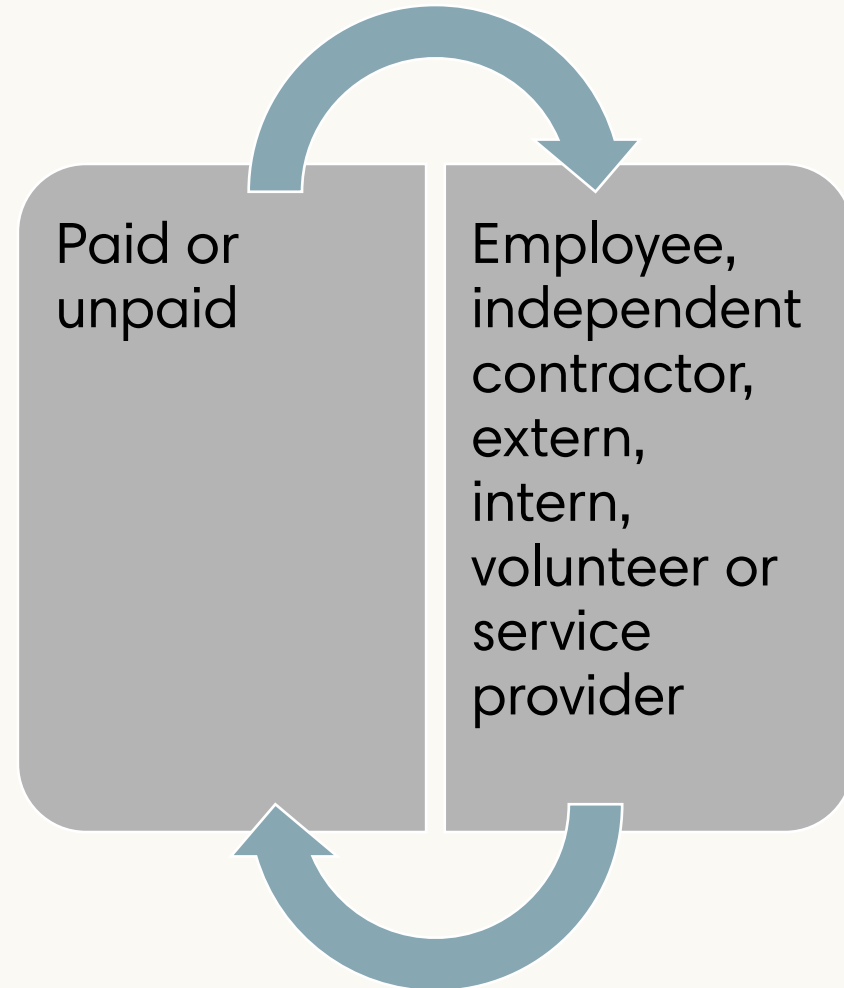 Paid or
unpaid
Employee,
independent
contractor,
extern,
intern,
volunteer or
service
provider